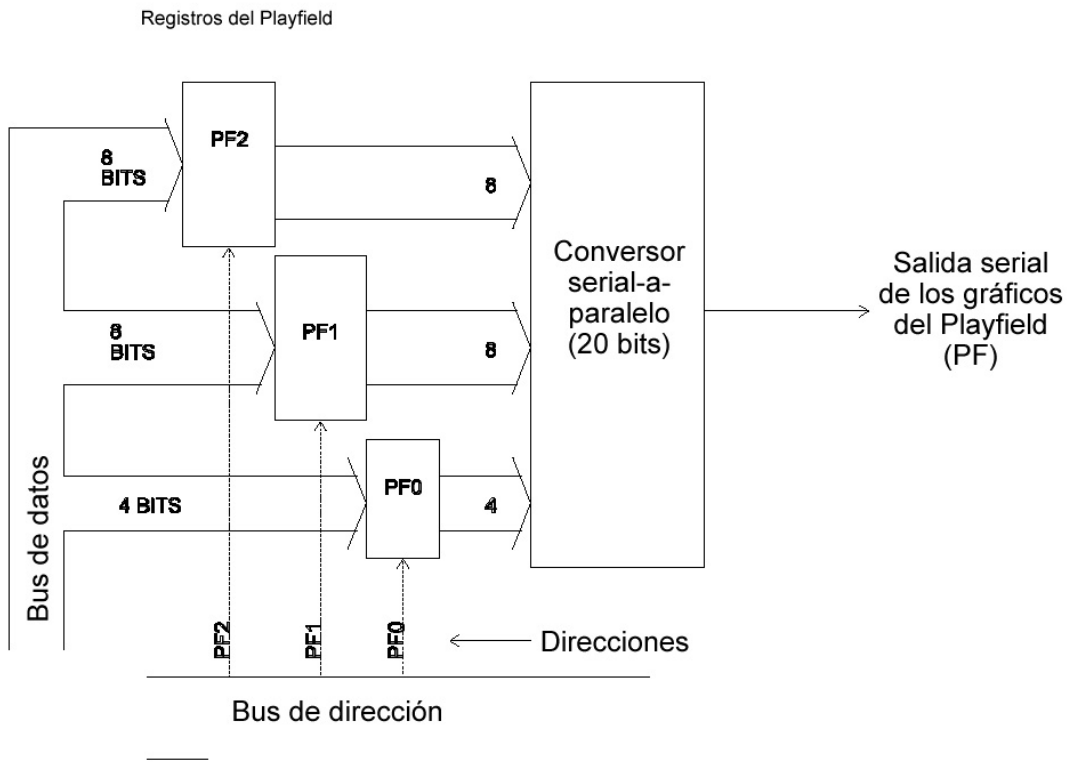 Registros del Playfield
PF2
8
BITS
8
Conversor
serial-a-
paralelo
(20 bits)
Salida serial
de los gráficos
del Playfield
(PF)
PF1
8
BITS
8
PF0
4 BITS
4
Bus de datos
PF2
PF1
PF0
Direcciones
Bus de dirección